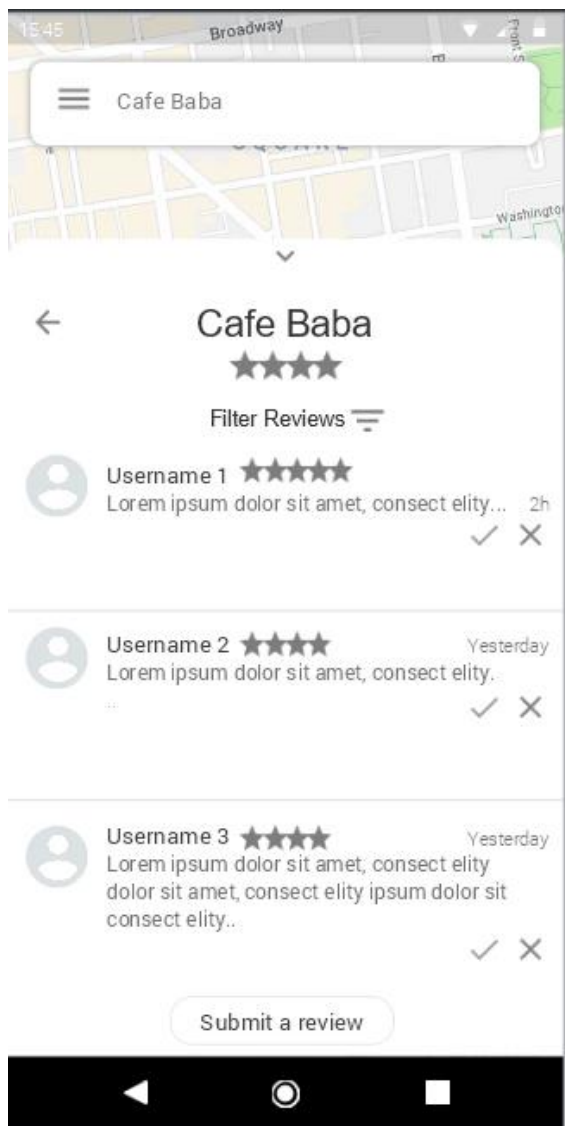 15:45
Broadway
Front S
Cafe Baba
SQUARE
Washingto
Cafe Baba
Filter Reviews
Username 1
Lorem ipsum dolor sit amet, consect elity... 2h
Username 2 Yesterday
Lorem ipsum dolor sit amet, consect elity.
..
Username 3 Yesterday
Lorem ipsum dolor sit amet, consect elity
dolor sit amet, consect elity ipsum dolor sit
consect elity..
Submit a review